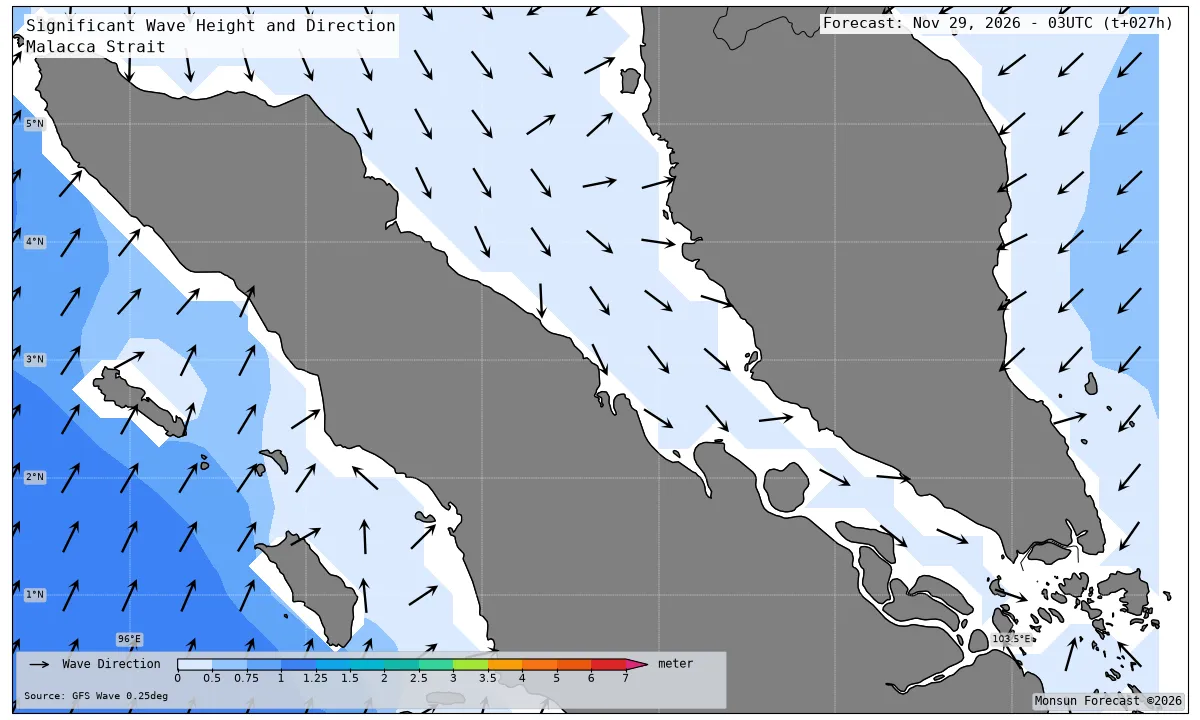 Significant Wave Height and Direction
Malacca Strait
Forecast: Nov 29, 2026 - 03UTC (t+027h)
5°N
4°N
3°N
2°N
1°N
96°E
103.5°E
Wave Direction
meter
0 0.5 0.75 1 1.25 1.5 2 2.5 3 3.5 4 5 6 7
Source: GFS Wave 0.25deg
Monsun Forecast ©2026